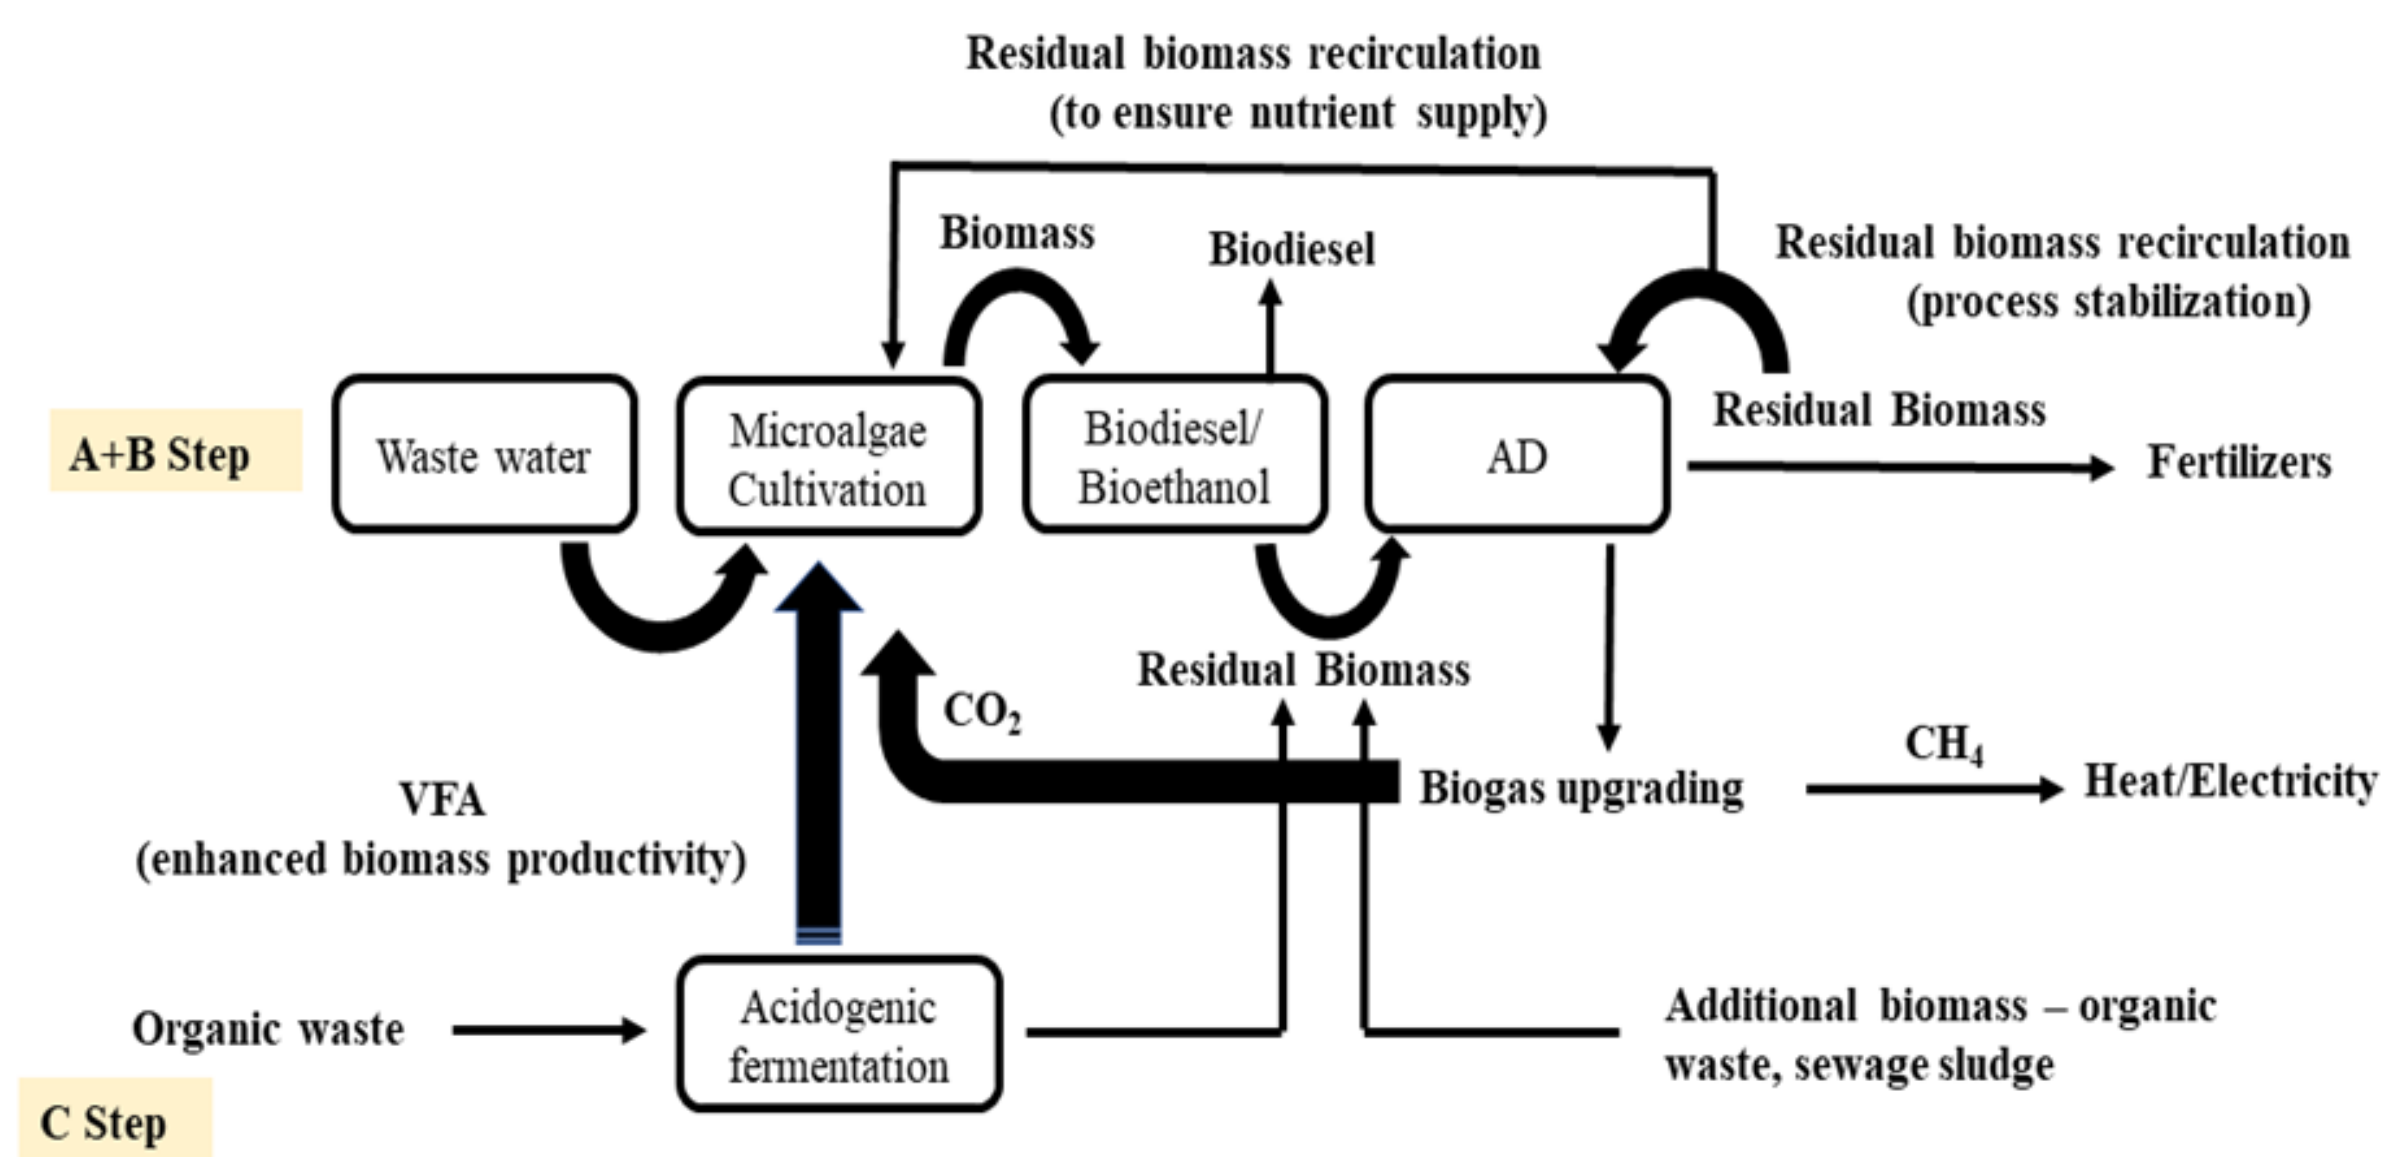 Residual biomass recirculation
(to ensure nutrient supply)
Biomass
Biodiesel
Residual biomass recirculation
(process stabilization)
A+B Step
Waste water
Microalgae
Cultivation
Biodiesel/
Bioethanol
AD
Residual Biomass
Fertilizers
Residual Biomass
CO₂
VFA
(enhanced biomass productivity)
Biogas upgrading
CH₄
Heat/Electricity
Organic waste
Acidogenic
fermentation
Additional biomass – organic
waste, sewage sludge
C Step